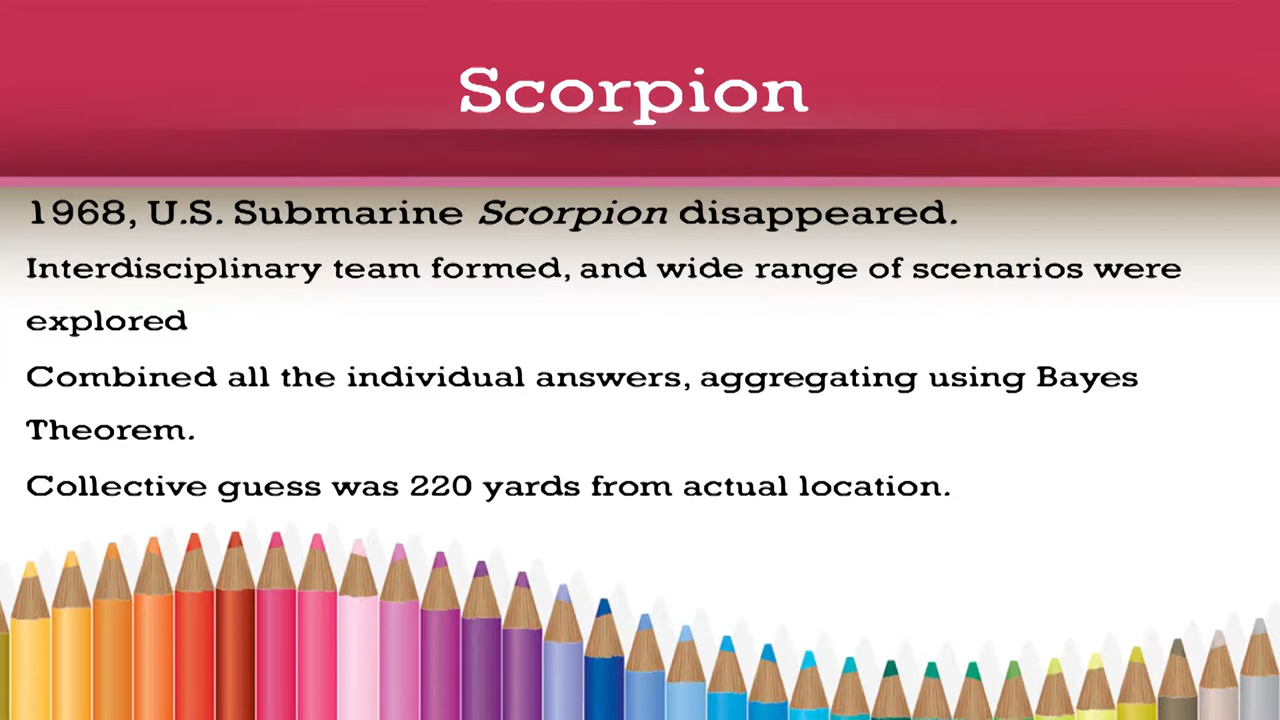 Scorpion
1968, U.S. Submarine Scorpion disappeared.
Interdisciplinary team formed, and wide range of scenarios were
explored
Combined all the individual answers, aggregating using Bayes
Theorem.
Collective guess was 220 yards from actual location.